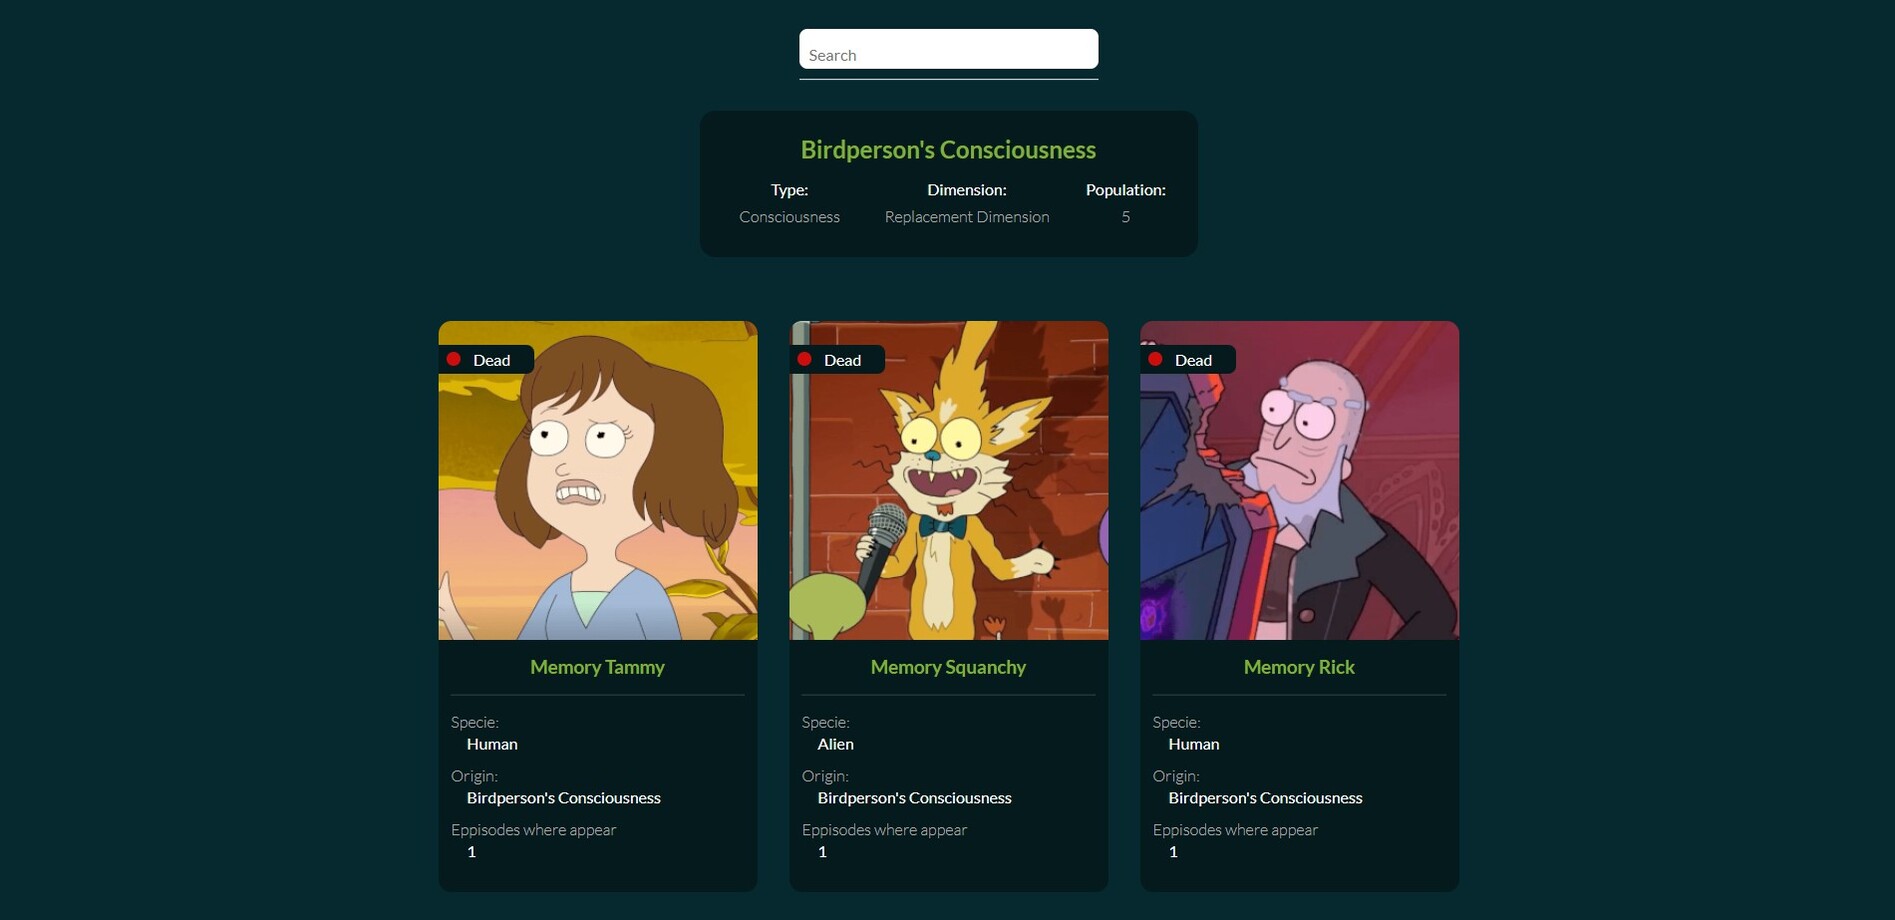 Search
Birdperson's Consciousness
Type: Dimension: Population:
Consciousness Replacement Dimension 5
Dead Dead Dead
Memory Tammy Memory Squanchy Memory Rick
Specie: Specie: Specie:
Human Alien Human
Origin: Origin: Origin:
Birdperson's Consciousness Birdperson's Consciousness Birdperson's Consciousness
Eppisodes where appear Eppisodes where appear Eppisodes where appear
1 1 1